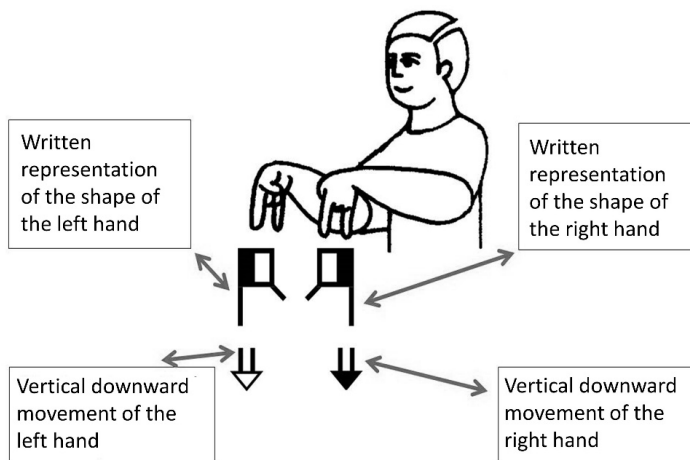 Written
representation
of the shape of
the left hand
Written
representation
of the shape of
the right hand
Vertical downward
movement of the
left hand
Vertical downward
movement of the
right hand